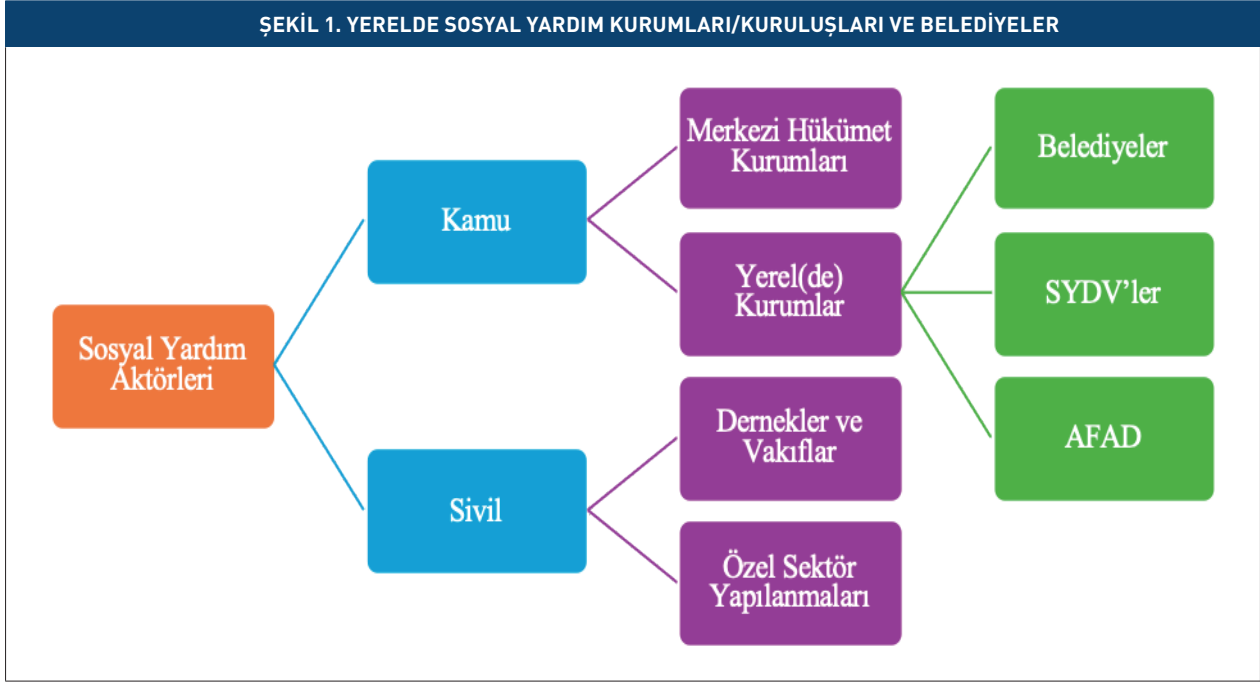 ŞEKİL 1. YERELDE SOSYAL YARDIM KURUMLARI/KURULUŞLARI VE BELEDİYELER
Sosyal Yardım
Aktörleri
Kamu
Sivil
Merkezi Hükümet
Kurumları
Yerel(de)
Kurumlar
Dernekler ve
Vakıflar
Özel Sektör
Yapılanmaları
Belediyeler
SYDV’ler
AFAD